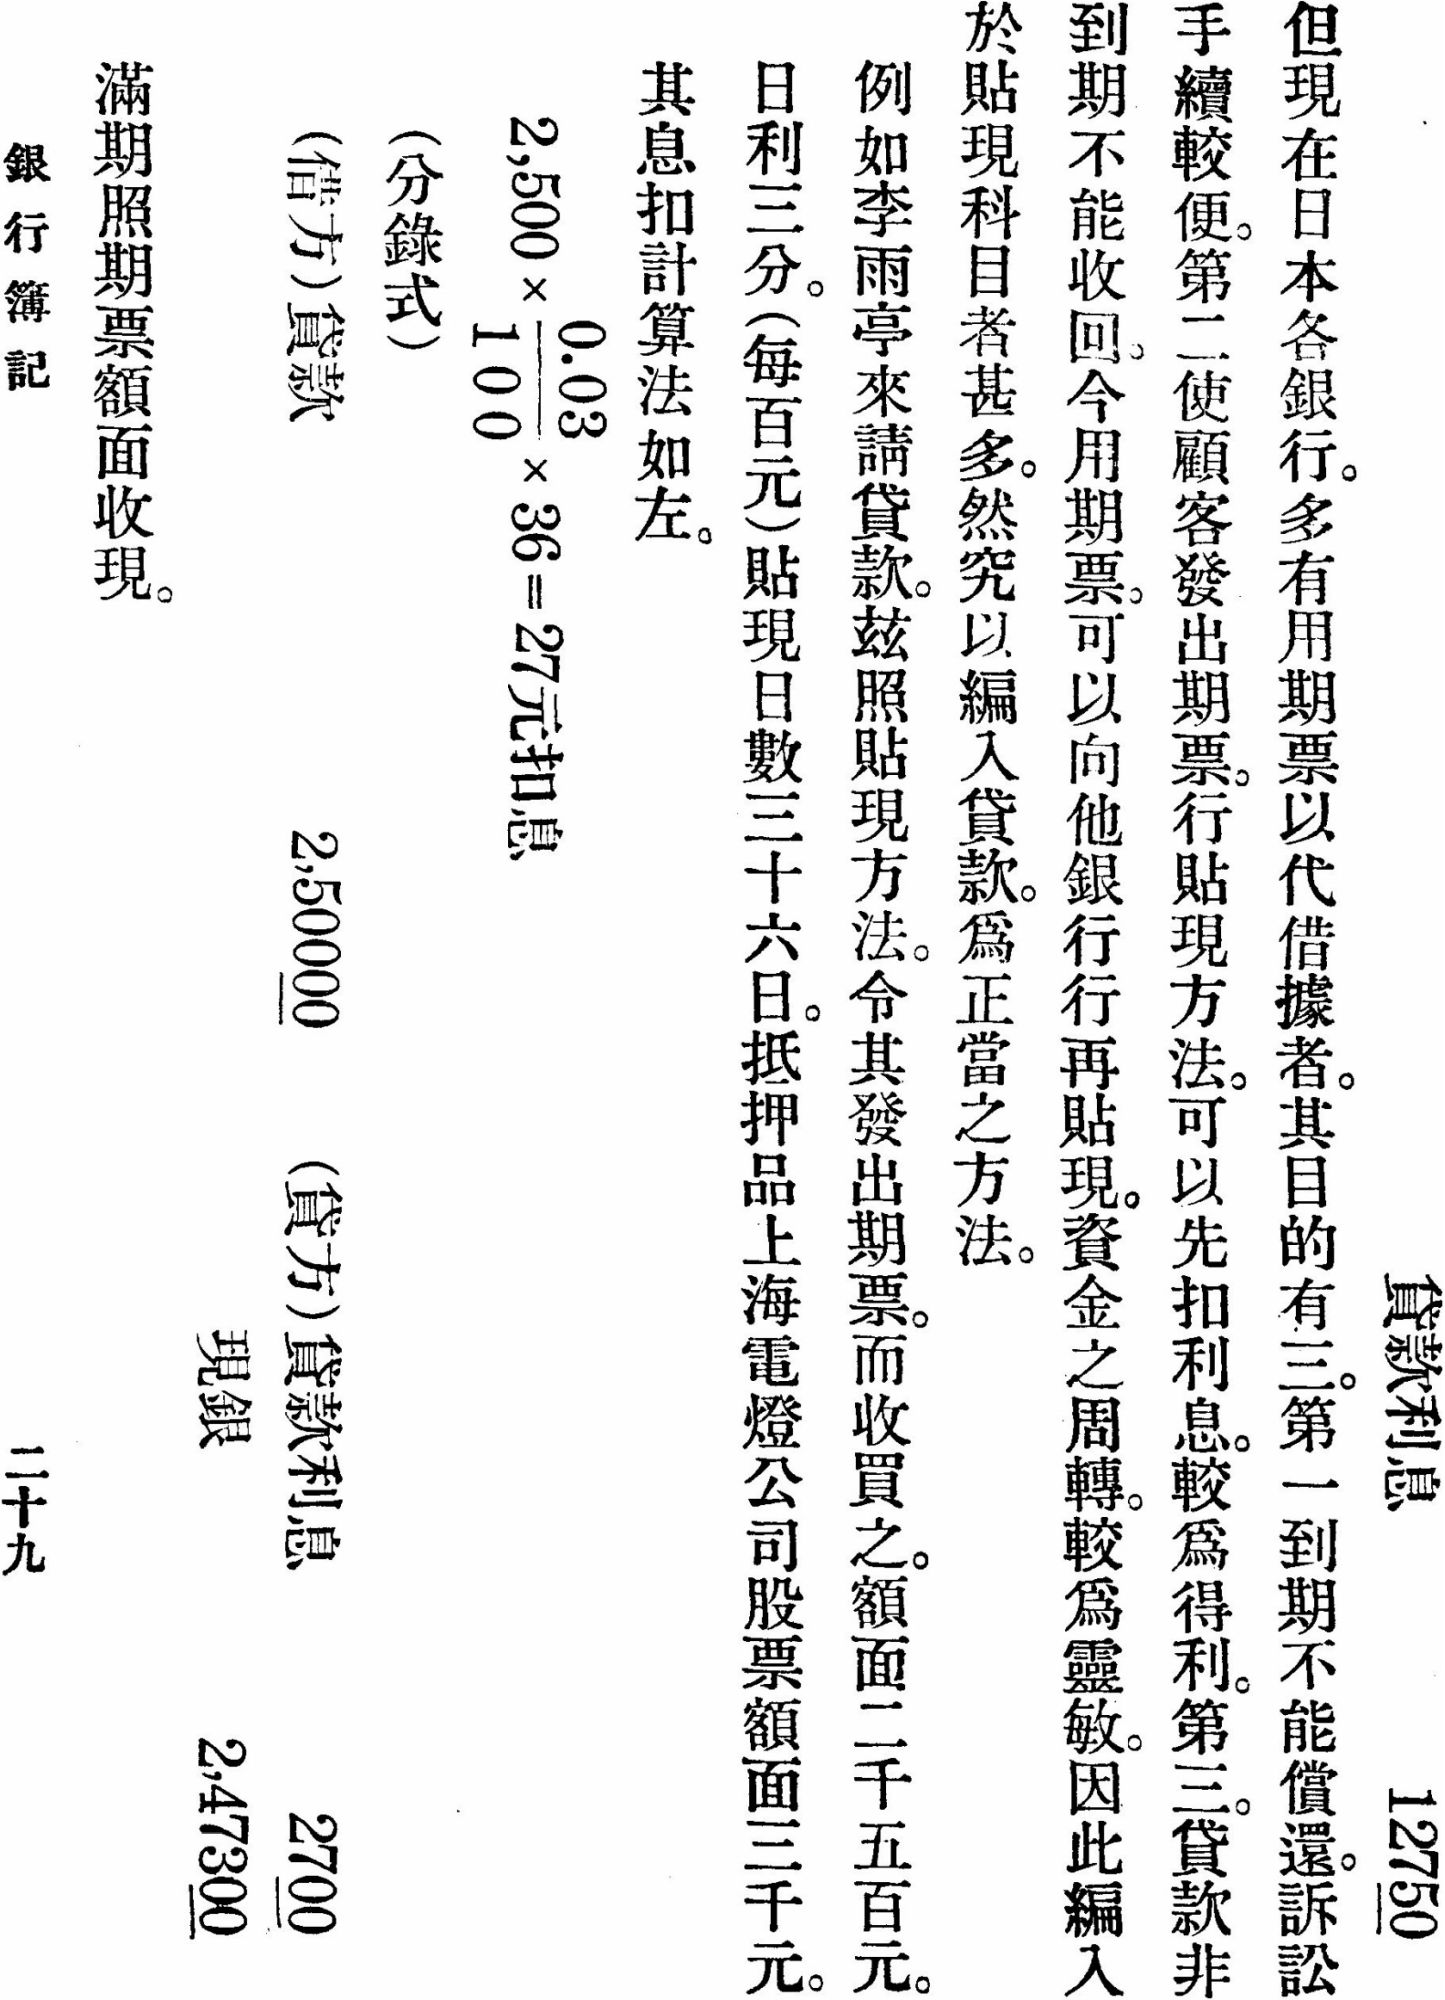 貸款利息 12750
但現在日本各銀行。多有用期票以代借據者。其目的有三。第一到期不能償還。訴訟
手續較便。第二使顧客發出期票。行貼現方法。可以先扣利息。較爲得利。第三。貸款非
到期不能收回。今用期票。可以向他銀行行再貼現。資金之周轉。較爲靈敏。因此編入
於貼現科目者甚多。然究以編入貸款。爲正當之方法。
例如李雨亭來請貸款。茲照貼現方法。令其發出期票。而收買之。額面二千五百元。
日利三分。(每百元)貼現日數三十六日。抵押品上海電燈公司股票額面三千元。
其息扣計算法如左。
2,500 × 0.03/100 × 36 = 27元扣息
(分錄式)
(借方)貸款 2,50000 (貸方)貸款利息 2700
現銀 2,47300
滿期照期票額面收現。
銀行簿記 二十九